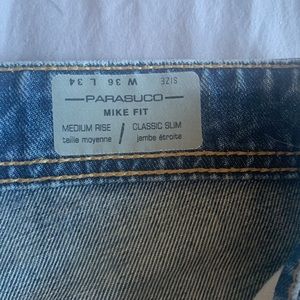 SIZE W 36 L 34
PARASUCO
MIKE FIT
MEDIUM RISE / CLASSIC SLIM
taille moyenne / jambe étroite